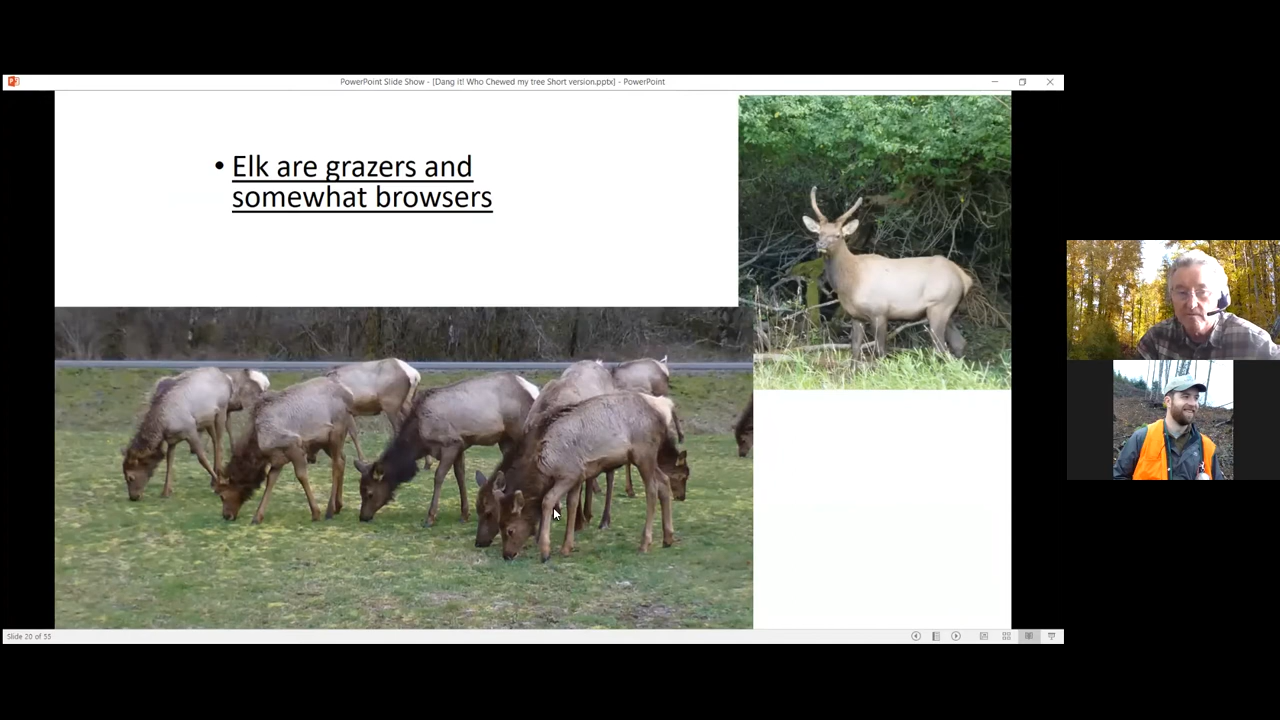 PowerPoint Slide Show - [Dang it! Who Chewed my tree Short version.pptx] - PowerPoint
• Elk are grazers and
somewhat browsers
Slide 20 of 55